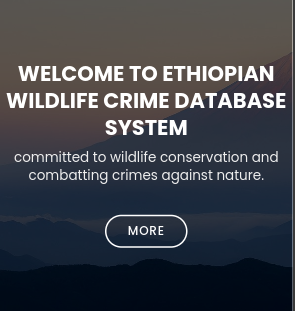 WELCOME TO ETHIOPIAN
WILDLIFE CRIME DATABASE
SYSTEM
committed to wildlife conservation and
combatting crimes against nature.
MORE